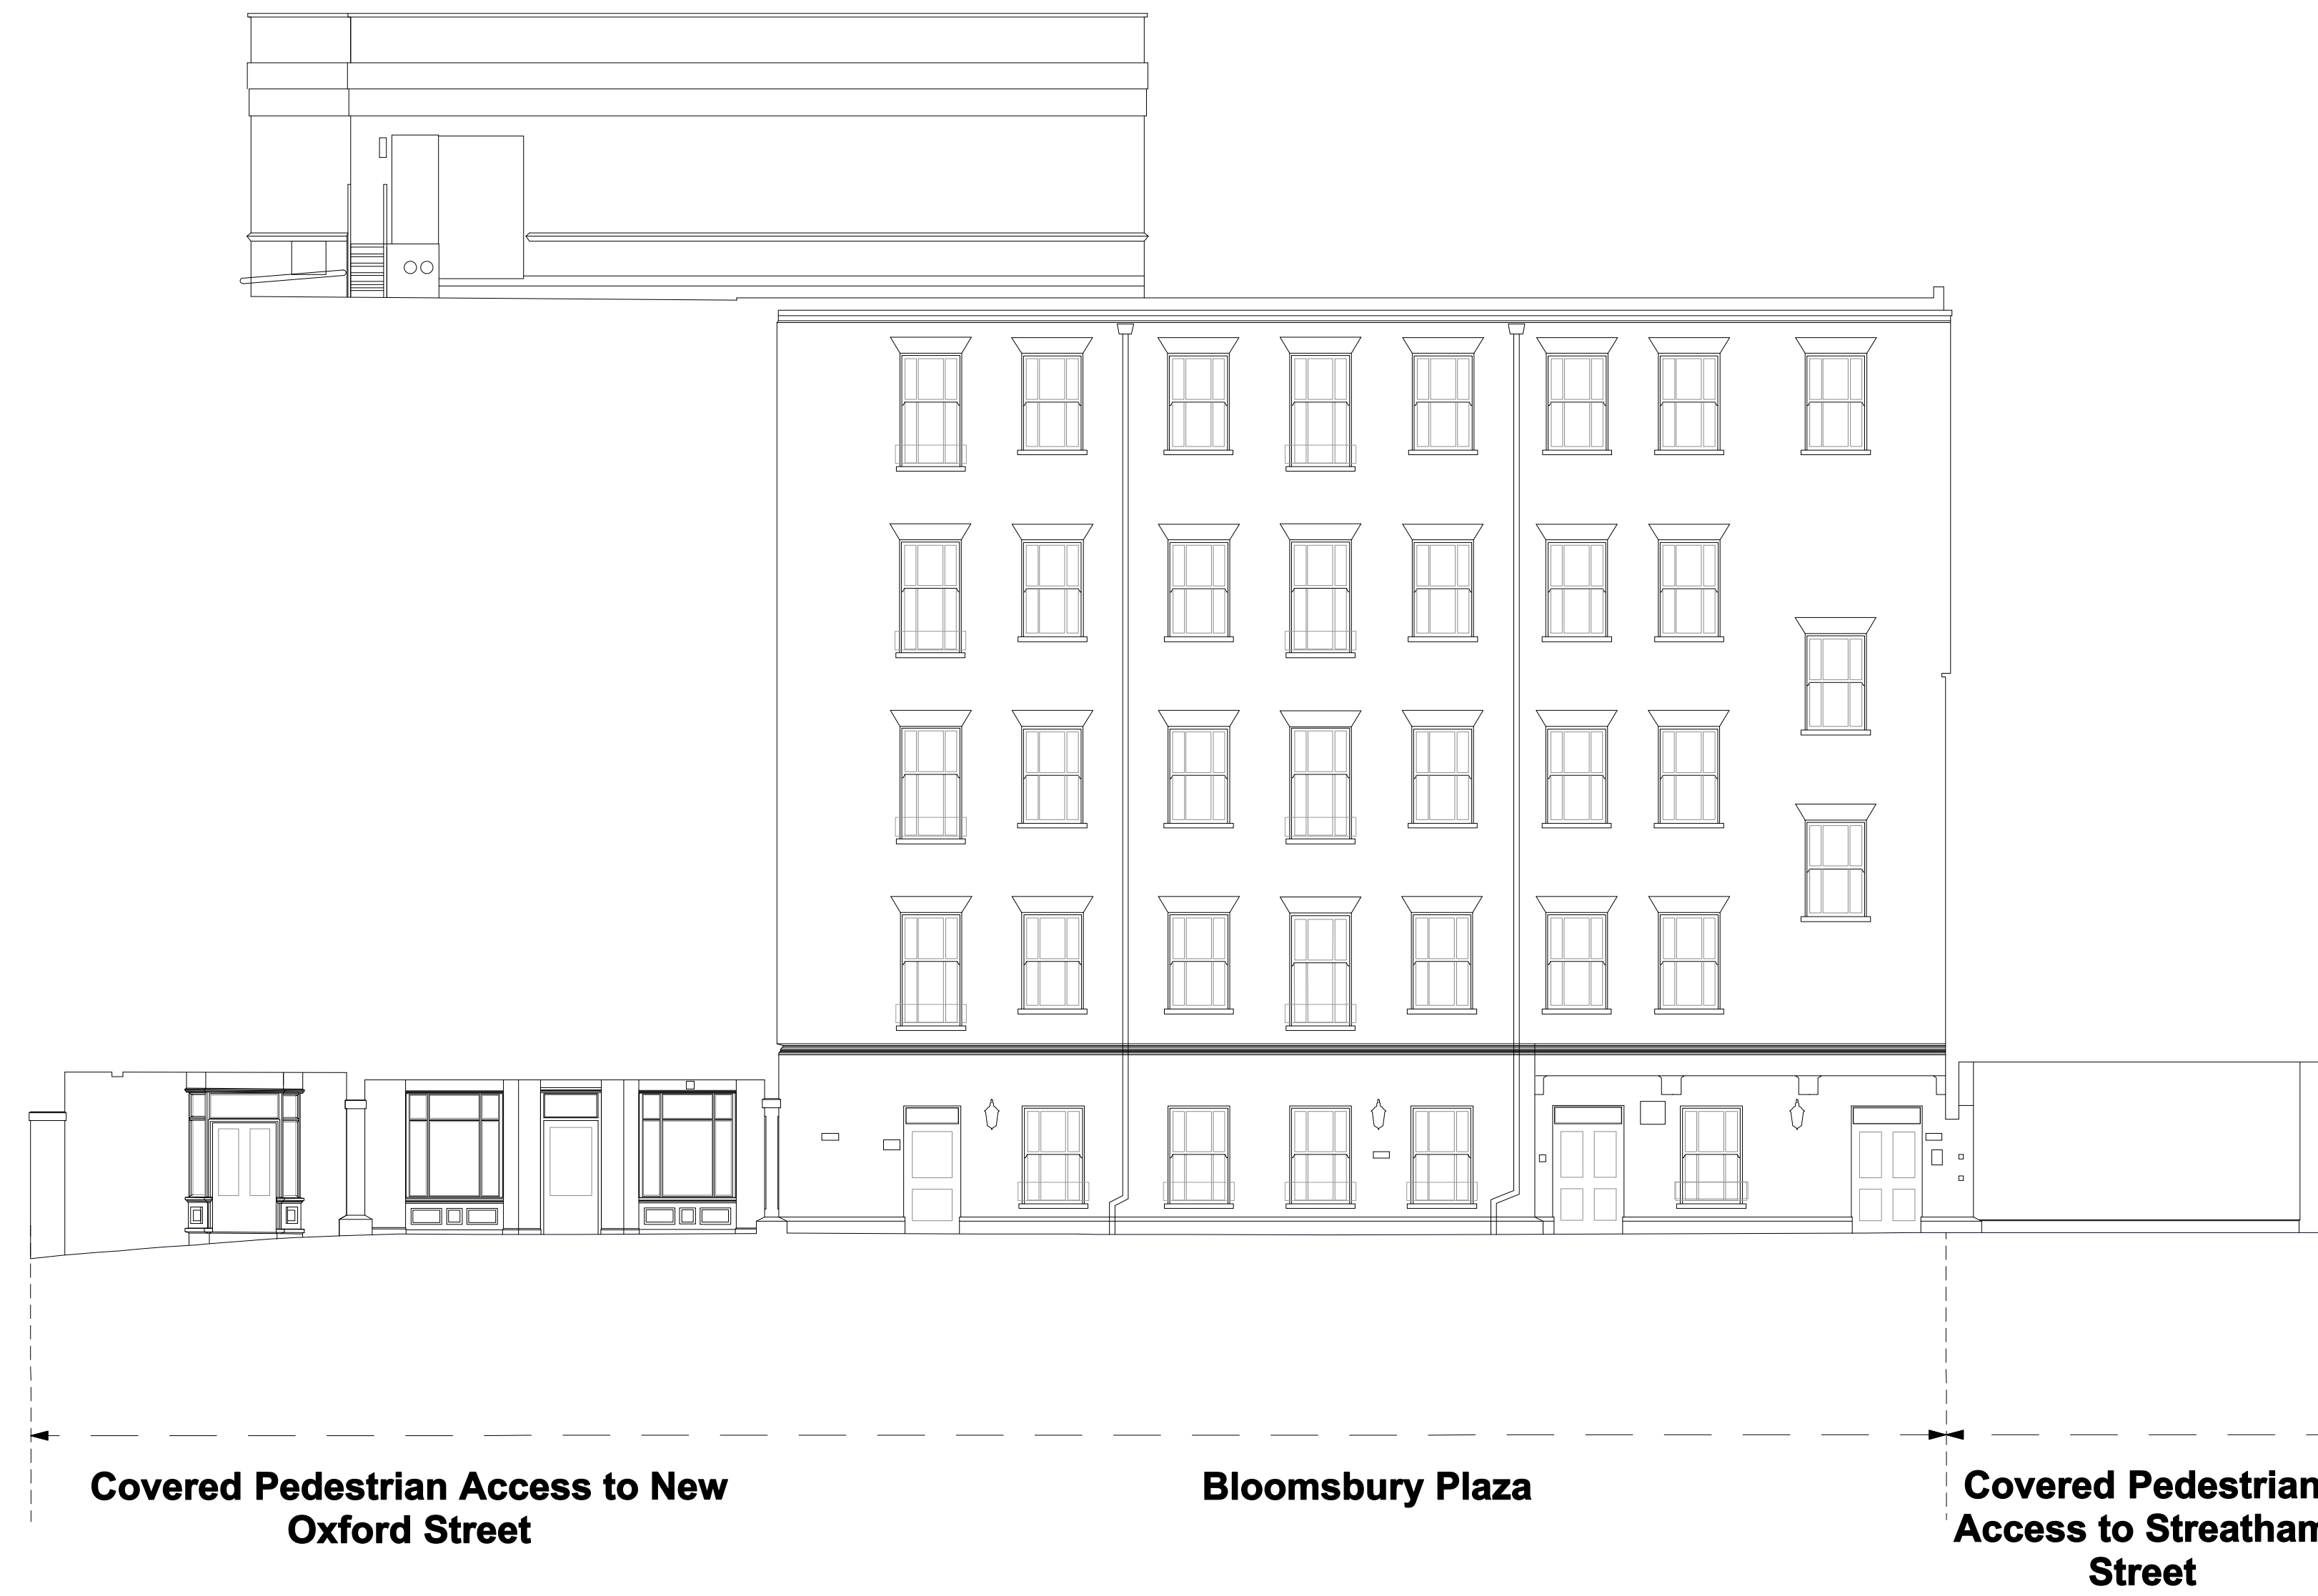 Covered Pedestrian Access to New
Oxford Street
Bloomsbury Plaza
Covered Pedestrian
Access to Streatham
Street